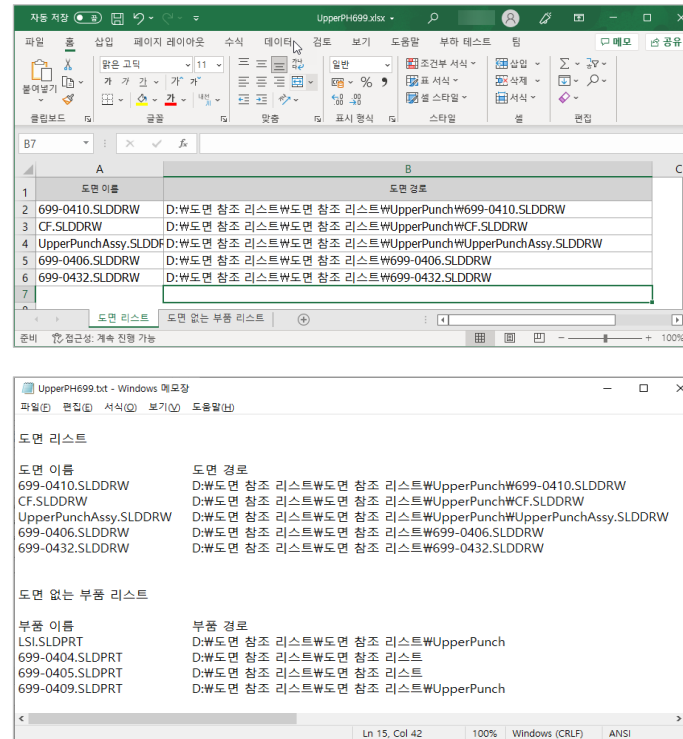 자동 저장 끔 UpperPH699.xlsx
파일 홈 삽입 페이지 레이아웃 수식 데이터 검토 보기 도움말 부하 테스트 팀 메모 공유
붙여넣기 맑은 고딕 11 일반 조건부 서식 삽입
가 가 가 가 가 % 표 서식 삭제
가 내천 셀 스타일 서식
클립보드 글꼴 맞춤 표시 형식 스타일 셀 편집
B7 fx
A B C
1 도면 이름 도면 경로
2 699-0410.SLDDRW D:₩도면 참조 리스트₩도면 참조 리스트₩UpperPunch₩699-0410.SLDDRW
3 CF.SLDDRW D:₩도면 참조 리스트₩도면 참조 리스트₩UpperPunch₩CF.SLDDRW
4 UpperPunchAssy.SLDDR D:₩도면 참조 리스트₩도면 참조 리스트₩UpperPunch₩UpperPunchAssy.SLDDRW
5 699-0406.SLDDRW D:₩도면 참조 리스트₩도면 참조 리스트₩699-0406.SLDDRW
6 699-0432.SLDDRW D:₩도면 참조 리스트₩도면 참조 리스트₩699-0432.SLDDRW
7
도면 리스트 도면 없는 부품 리스트
준비 접근성: 계속 진행 가능 100%
UpperPH699.txt - Windows 메모장
파일(F) 편집(E) 서식(O) 보기(V) 도움말(H)
도면 리스트
도면 이름 도면 경로
699-0410.SLDDRW D:₩도면 참조 리스트₩도면 참조 리스트₩UpperPunch₩699-0410.SLDDRW
CF.SLDDRW D:₩도면 참조 리스트₩도면 참조 리스트₩UpperPunch₩CF.SLDDRW
UpperPunchAssy.SLDDRW D:₩도면 참조 리스트₩도면 참조 리스트₩UpperPunch₩UpperPunchAssy.SLDDRW
699-0406.SLDDRW D:₩도면 참조 리스트₩도면 참조 리스트₩699-0406.SLDDRW
699-0432.SLDDRW D:₩도면 참조 리스트₩도면 참조 리스트₩699-0432.SLDDRW
도면 없는 부품 리스트
부품 이름 부품 경로
LSI.SLDPRT D:₩도면 참조 리스트₩도면 참조 리스트₩UpperPunch
699-0404.SLDPRT D:₩도면 참조 리스트₩도면 참조 리스트
699-0405.SLDPRT D:₩도면 참조 리스트₩도면 참조 리스트
699-0409.SLDPRT D:₩도면 참조 리스트₩도면 참조 리스트₩UpperPunch
Ln 15, Col 42 100% Windows (CRLF) ANSI